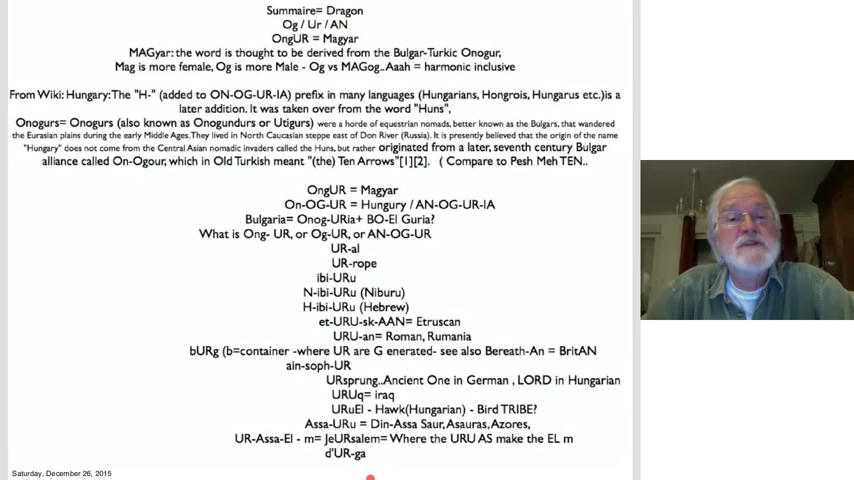 Summaire= Dragon
Og / Ur / AN
OngUR = Magyar
MAGyar: the word is thought to be derived from the Bulgar-Turkic Onogur,
Mag is more female, Og is more Male - Og vs MAGog..Aaah = harmonic inclusive
From Wiki: Hungary: The "H-" (added to ON-OG-UR-IA) prefix in many languages (Hungarians, Hongrois, Hungarus etc.)is a
later addition. It was taken over from the word "Huns",
Onogurs= Onogurs (also known as Onogundurs or Utigurs) were a horde of equestrian nomads, better known as the Bulgars, that wandered
the Eurasian plains during the early Middle Ages. They lived in North Caucasian steppe east of Don River (Russia). It is presently believed that the origin of the name
"Hungary" does not come from the Central Asian nomadic invaders called the Huns, but rather originated from a later, seventh century Bulgar
alliance called On-Ogour, which in Old Turkish meant "(the) Ten Arrows"[1][2]. ( Compare to Pesh Meh TEN..
OngUR = Magyar
On-OG-UR = Hungury / AN-OG-UR-IA
Bulgaria= Onog-URia+ BO-El Guria?
What is Ong- UR, or Og-UR, or AN-OG-UR
UR-al
UR-rope
ibi-URu
N-ibi-URu (Niburu)
H-ibi-URu (Hebrew)
et-URU-sk-AAN= Etruscan
URU-an= Roman, Rumania
bURg (b=container -where UR are G enerated- see also Bereath-An = BritAN
ain-soph-UR
URsprung..Ancient One in German , LORD in Hungarian
URUq= iraq
URuEl - Hawk(Hungarian) - Bird TRIBE?
Assa-URu = Din-Assa Saur, Asauras, Azores,
UR-Assa-El - m= JeURsalem= Where the URU AS make the EL m
d'UR-ga
Saturday, December 26, 2015